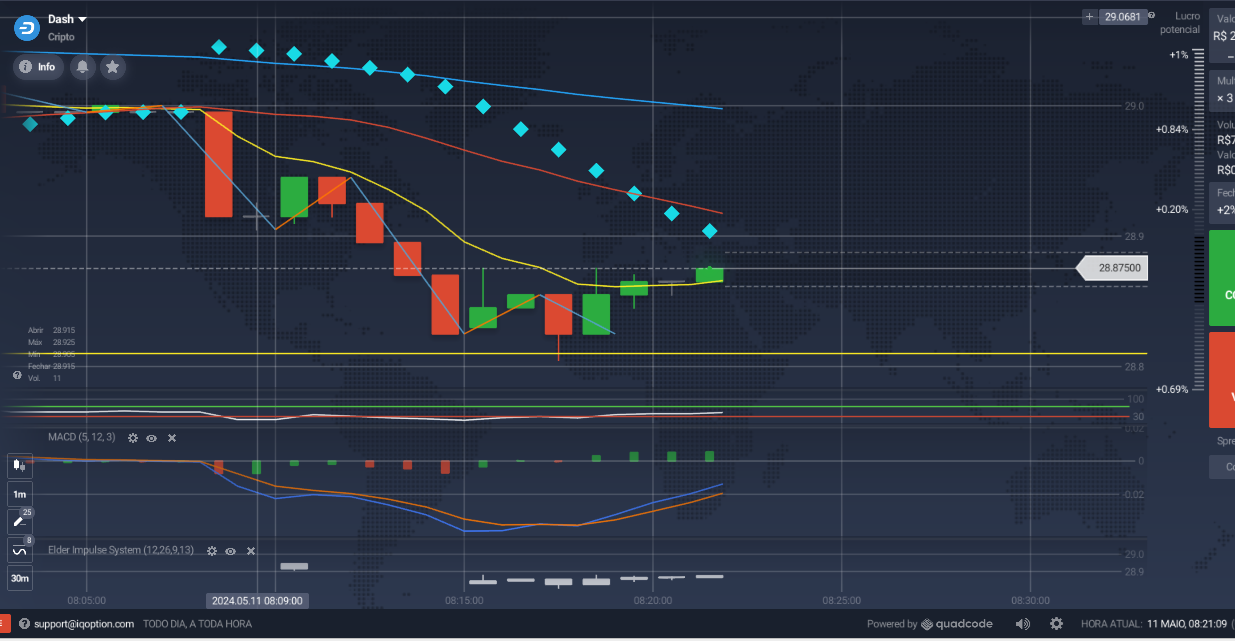 Dash
Cripto
Info
29.0681
Lucro
potencial
+1%
29.0
+0.84%
+0.20%
28.9
28.87500
28.8
+0.69%
Abrir 28.915
Máx 28.925
Mín 28.905
Fechar 28.915
Vol. 11
100
30
MACD (5, 12, 3)
0.02
0
-0.02
1m
25
8
30m
Elder Impulse System (12,26,9,13)
29.0
28.9
08:05:00
2024.05.11 08:09:00
08:15:00
08:20:00
08:25:00
08:30:00
R$ 2
× 3
R$7
+2%
support@iqoption.com
TODO DIA, A TODA HORA
Powered by quadcode
HORA ATUAL: 11 MAIO, 08:21:09